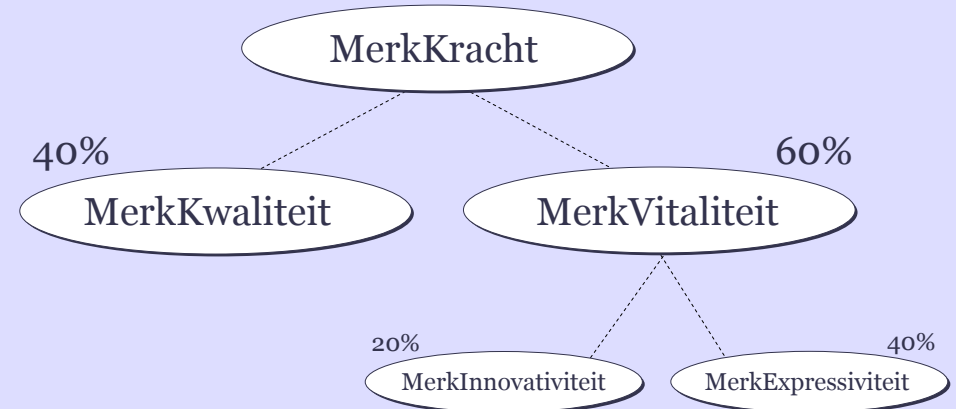 MerkKracht
40%
60%
MerkKwaliteit
MerkVitaliteit
20%
40%
MerkInnovativiteit
MerkExpressiviteit